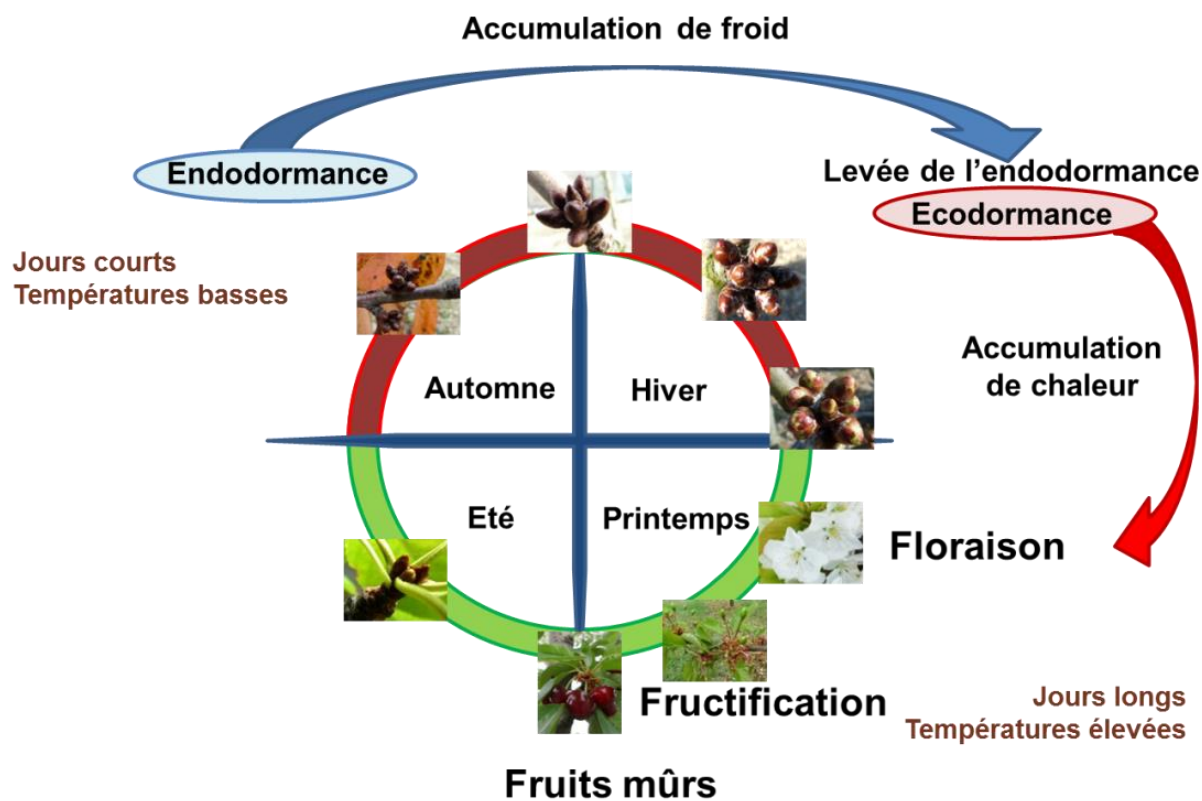 Accumulation de froid
Endodormance
Levée de l'endodormance
Ecodormance
Jours courts
Températures basses
Accumulation
de chaleur
Automne
Hiver
Eté
Printemps
Floraison
Fructification
Jours longs
Températures élevées
Fruits mûrs